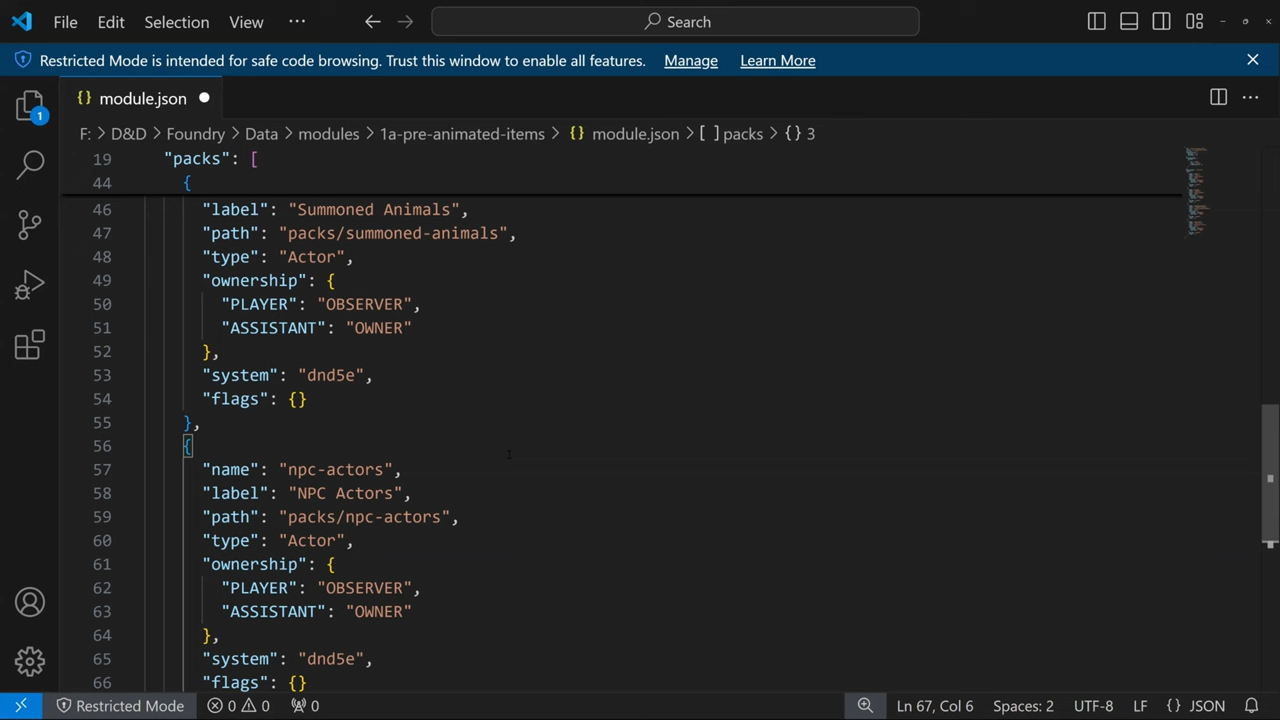 File Edit Selection View ··· Search
Restricted Mode is intended for safe code browsing. Trust this window to enable all features. Manage Learn More
{} module.json
F: > D&D > Foundry > Data > modules > 1a-pre-animated-items > {} module.json > [ ] packs > {} 3
19 "packs": [
44 {
46 "label": "Summoned Animals",
47 "path": "packs/summoned-animals",
48 "type": "Actor",
49 "ownership": {
50 "PLAYER": "OBSERVER",
51 "ASSISTANT": "OWNER"
52 },
53 "system": "dnd5e",
54 "flags": {}
55 },
56 {
57 "name": "npc-actors",
58 "label": "NPC Actors",
59 "path": "packs/npc-actors",
60 "type": "Actor",
61 "ownership": {
62 "PLAYER": "OBSERVER",
63 "ASSISTANT": "OWNER"
64 },
65 "system": "dnd5e",
66 "flags": {}
1
Restricted Mode 0 0 0 Ln 67, Col 6 Spaces: 2 UTF-8 LF {} JSON